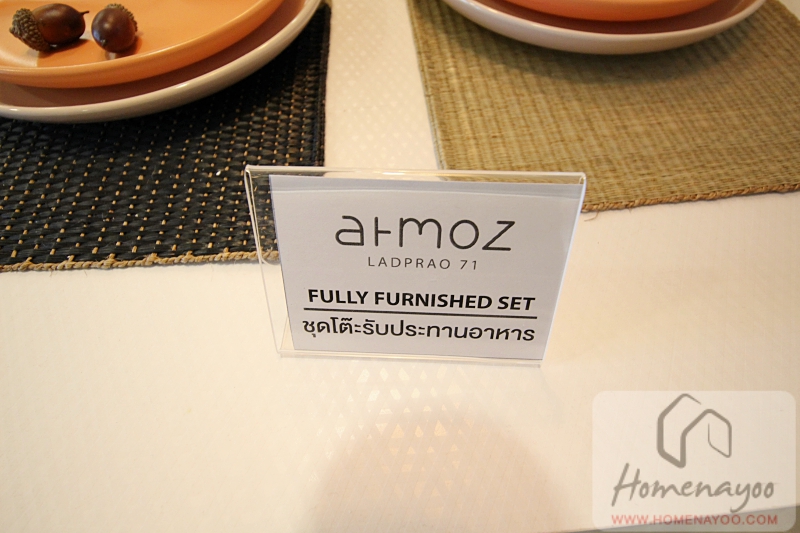 atmoz
LADPRAO 71
FULLY FURNISHED SET
ชุดโต๊ะรับประทานอาหาร
Homenayoo
WWW.HOMENAYOO.COM